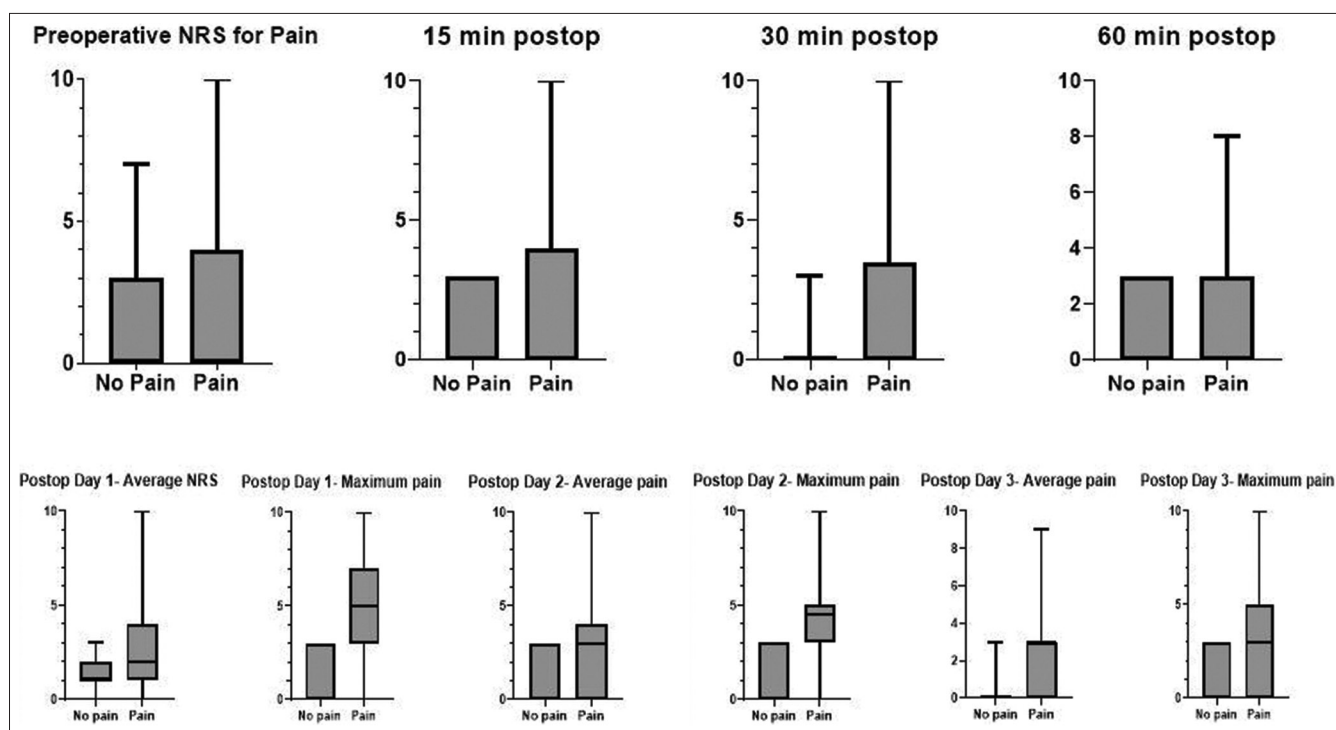 Preoperative NRS for Pain
10
5
0
No Pain Pain
15 min postop
10
5
0
No Pain Pain
30 min postop
10
5
0
No pain Pain
60 min postop
10
8
6
4
2
0
No pain Pain
Postop Day 1- Average NRS
10
5
0
No pain Pain
Postop Day 1- Maximum pain
10
5
0
No pain Pain
Postop Day 2- Average pain
10
5
0
No pain Pain
Postop Day 2- Maximum pain
10
5
0
No pain Pain
Postop Day 3- Average pain
10
8
6
4
2
0
No pain Pain
Postop Day 3- Maximum pain
10
5
0
No pain Pain